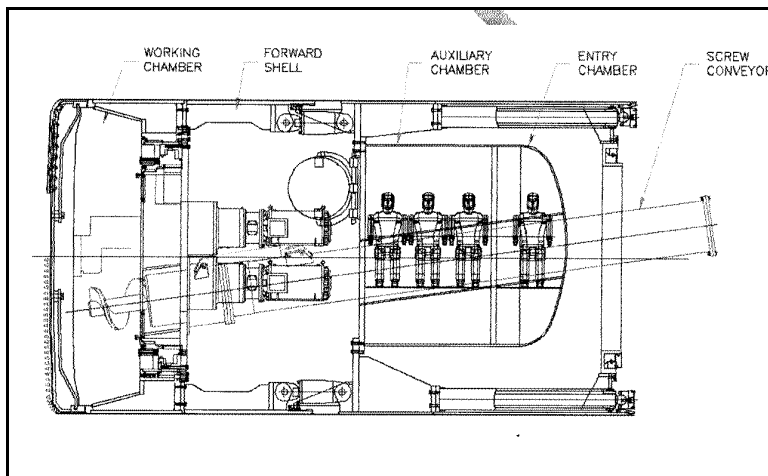 WORKING
CHAMBER
FORWARD
SHELL
AUXILIARY
CHAMBER
ENTRY
CHAMBER
SCREW
CONVEYOR